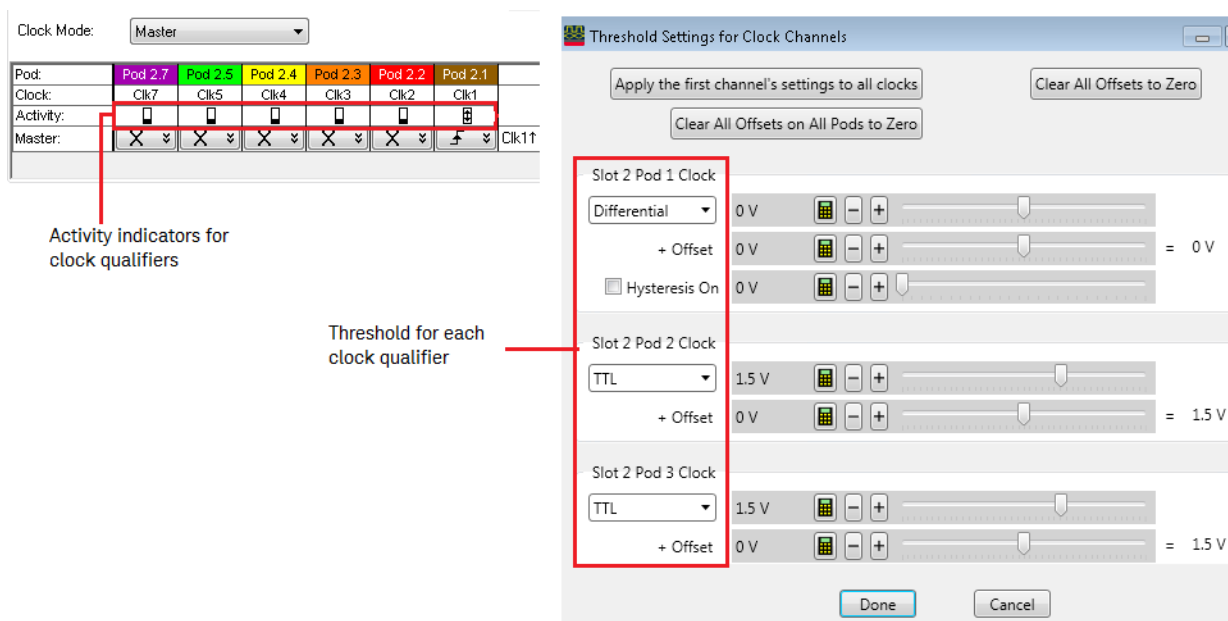 Clock Mode: Master
Pod: Pod 2.7 Pod 2.5 Pod 2.4 Pod 2.3 Pod 2.2 Pod 2.1
Clock: Clk7 Clk5 Clk4 Clk3 Clk2 Clk1
Activity:
Master: X X X X X Clk1↑
Activity indicators for
clock qualifiers
Threshold for each
clock qualifier
Threshold Settings for Clock Channels
Apply the first channel's settings to all clocks
Clear All Offsets to Zero
Clear All Offsets on All Pods to Zero
Slot 2 Pod 1 Clock
Differential 0 V − +
+ Offset 0 V − + = 0 V
Hysteresis On 0 V − +
Slot 2 Pod 2 Clock
TTL 1.5 V − +
+ Offset 0 V − + = 1.5 V
Slot 2 Pod 3 Clock
TTL 1.5 V − +
+ Offset 0 V − + = 1.5 V
Done Cancel